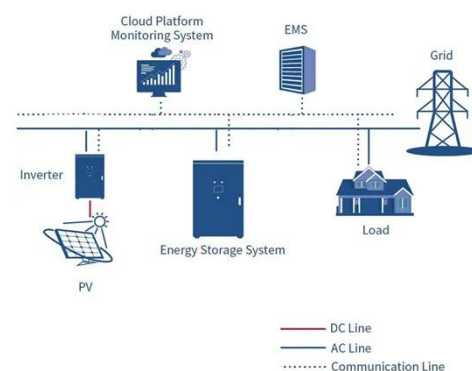 Cloud Platform
Monitoring System
EMS
Grid
Inverter
Energy Storage System
Load
PV
DC Line
AC Line
Communication Line